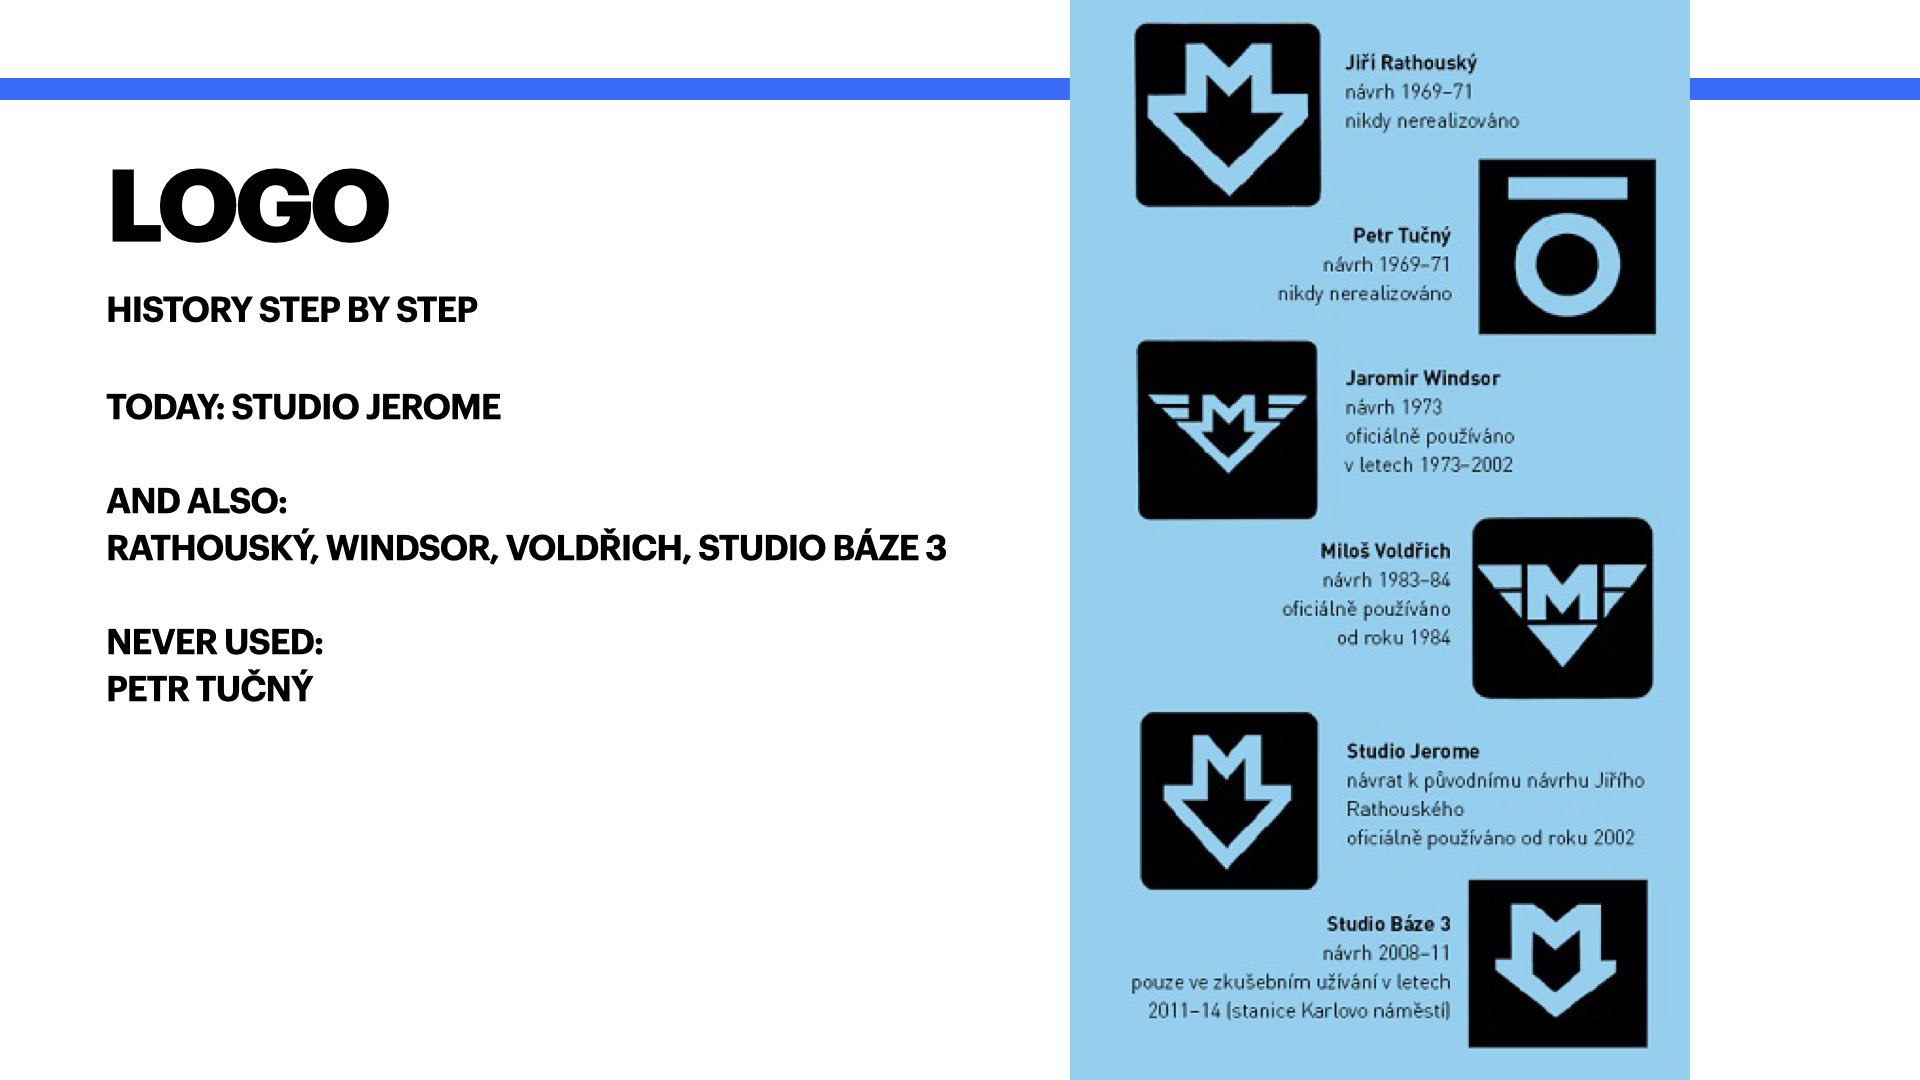 LOGO
HISTORY STEP BY STEP
TODAY: STUDIO JEROME
AND ALSO:
RATHOUSKÝ, WINDSOR, VOLDŘICH, STUDIO BÁZE 3
NEVER USED:
PETR TUČNÝ
Jiří Rathouský
návrh 1969–71
nikdy nerealizováno
Petr Tučný
návrh 1969–71
nikdy nerealizováno
Jaromír Windsor
návrh 1973
oficiálně používáno
v letech 1973–2002
Miloš Voldřich
návrh 1983–84
oficiálně používáno
od roku 1984
Studio Jerome
návrat k původnímu návrhu Jiřího
Rathouského
oficiálně používáno od roku 2002
Studio Báze 3
návrh 2008–11
pouze ve zkušebním užívání v letech
2011–14 (stanice Karlovo náměstí)